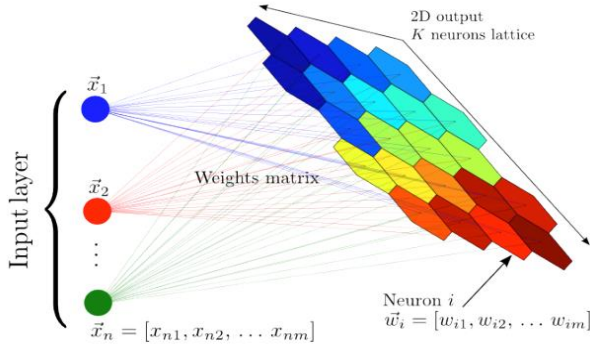 2D output
K neurons lattice
x⃗₁
Input layer
x⃗₂
Weights matrix
⋮
Neuron i
x⃗ₙ = [xₙ₁, xₙ₂, … xₙₘ]
w⃗ᵢ = [wᵢ₁, wᵢ₂, … wᵢₘ]